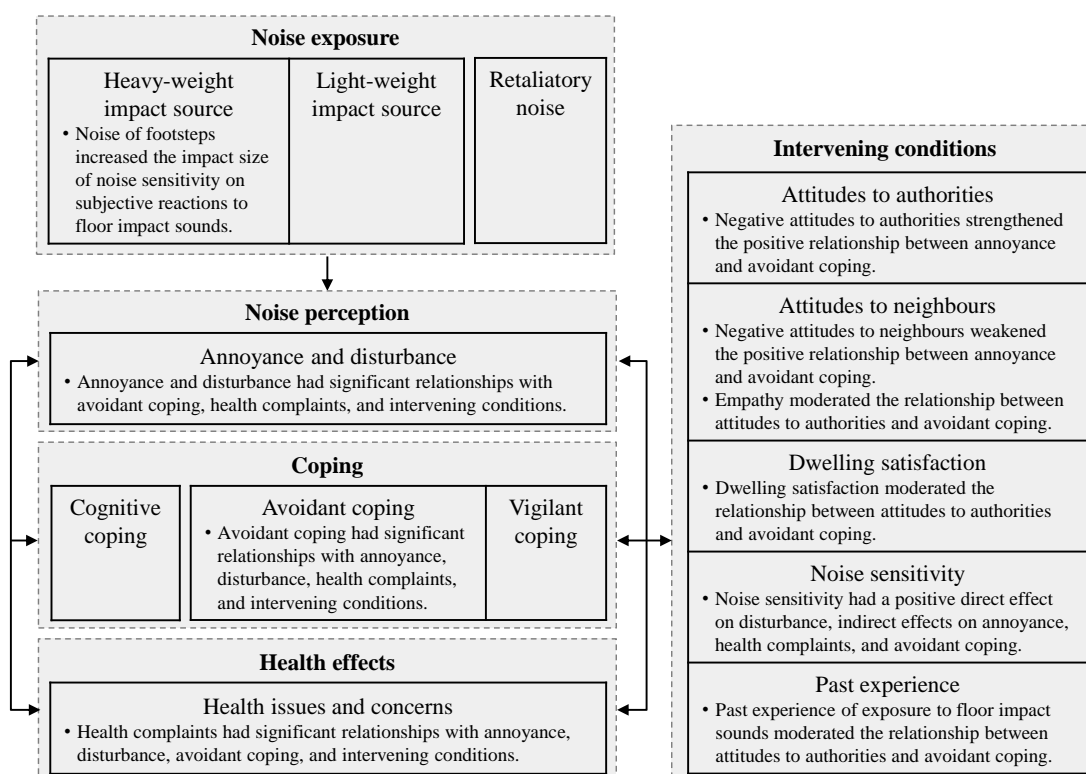 Noise exposure
Heavy-weight
impact source
• Noise of footsteps
increased the impact size
of noise sensitivity on
subjective reactions to
floor impact sounds.
Light-weight
impact source
Retaliatory
noise
Noise perception
Annoyance and disturbance
• Annoyance and disturbance had significant relationships with
avoidant coping, health complaints, and intervening conditions.
Coping
Cognitive
coping
Avoidant coping
• Avoidant coping had significant
relationships with annoyance,
disturbance, health complaints,
and intervening conditions.
Vigilant
coping
Health effects
Health issues and concerns
• Health complaints had significant relationships with annoyance,
disturbance, avoidant coping, and intervening conditions.
Intervening conditions
Attitudes to authorities
• Negative attitudes to authorities strengthened
the positive relationship between annoyance
and avoidant coping.
Attitudes to neighbours
• Negative attitudes to neighbours weakened
the positive relationship between annoyance
and avoidant coping.
• Empathy moderated the relationship between
attitudes to authorities and avoidant coping.
Dwelling satisfaction
• Dwelling satisfaction moderated the
relationship between attitudes to authorities
and avoidant coping.
Noise sensitivity
• Noise sensitivity had a positive direct effect
on disturbance, indirect effects on annoyance,
health complaints, and avoidant coping.
Past experience
• Past experience of exposure to floor impact
sounds moderated the relationship between
attitudes to authorities and avoidant coping.